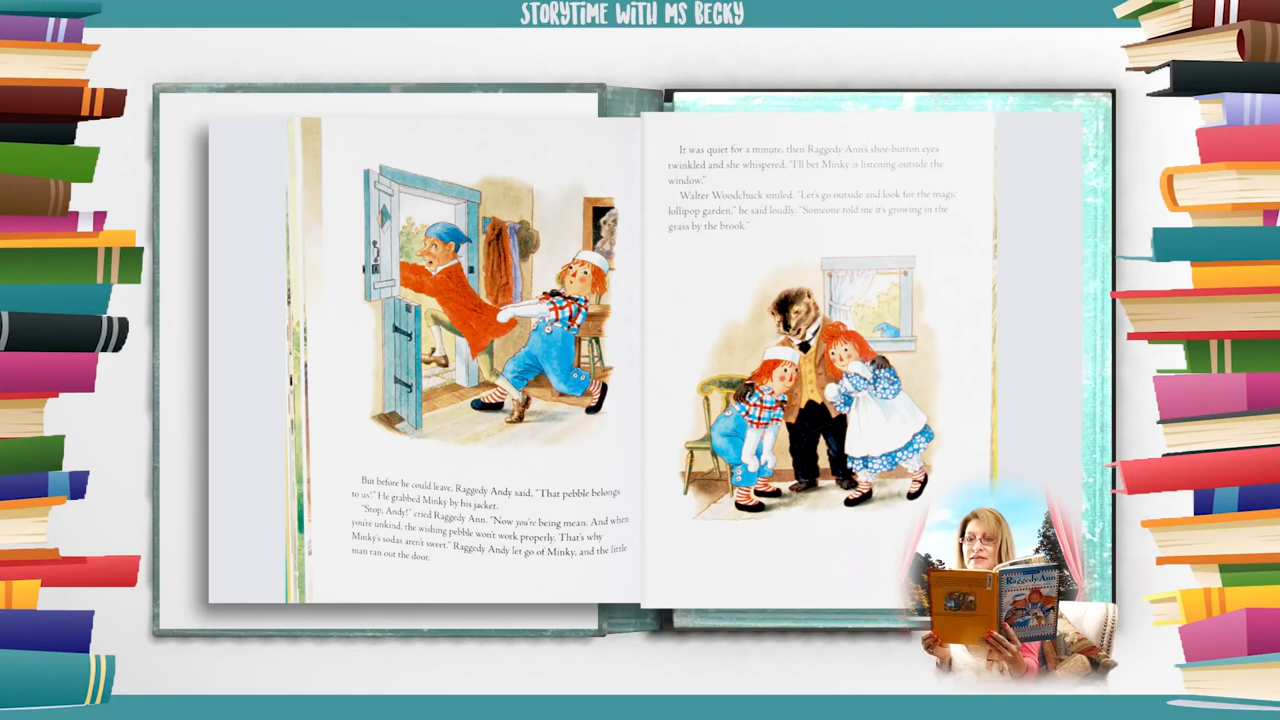 STORYTIME WITH MS BECKY
But before he could leave, Raggedy Andy said, "That pebble belongs
to us!" He grabbed Minky by his jacket.
"Stop, Andy!" cried Raggedy Ann. "Now you're being mean. And when
you're unkind, the wishing pebble won't work properly. That's why
Minky's sodas aren't sweet." Raggedy Andy let go of Minky, and the little
man ran out the door.
It was quiet for a minute, then Raggedy Ann's shoe-button eyes
twinkled and she whispered, "I'll bet Minky is listening outside the
window."
Walter Woodchuck smiled. "Let's go outside and look for the magic
lollipop garden," he said loudly. "Someone told me it's growing in the
grass by the brook."
Raggedy Ann